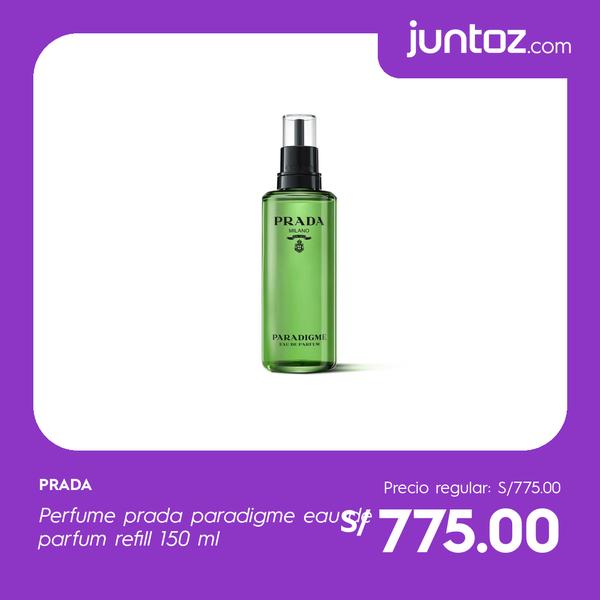 juntoz.com
PRADA
MILANO
PARADIGME
EAU DE PARFUM
PRADA
Precio regular: S/775.00
Perfume prada paradigme eau de
parfum refill 150 ml
S/ 775.00